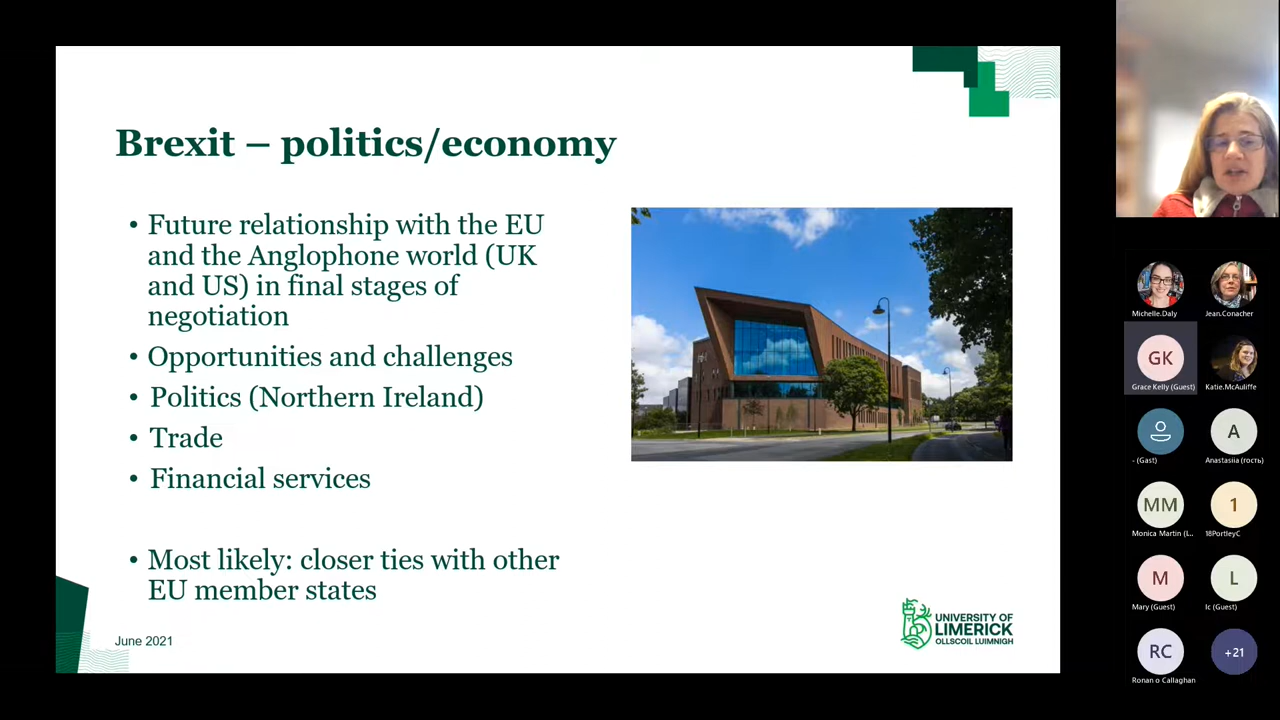 Brexit – politics/economy
• Future relationship with the EU
and the Anglophone world (UK
and US) in final stages of
negotiation
• Opportunities and challenges
• Politics (Northern Ireland)
• Trade
• Financial services
• Most likely: closer ties with other
EU member states
June 2021
UNIVERSITY OF
LIMERICK
OLLSCOIL LUIMNIGH
Michelle.Daly
Jean.Conacher
GK
Grace Kelly (Guest)
Katie.McAuliffe
- (Gast)
A
Anastasiia (гость)
MM
Monica Martin (L...
1
18PortleyC
M
Mary (Guest)
L
lc (Guest)
RC
Ronan o Callaghan
+21